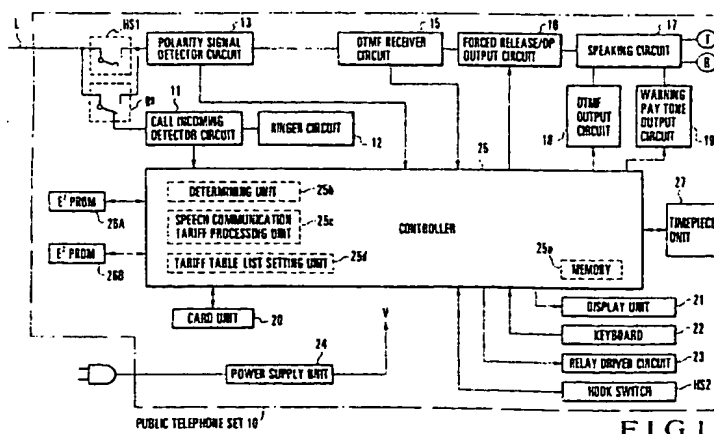 L
HS1
13
15
16
17
POLARITY SIGNAL
DETECTOR CIRCUIT
DTMF RECEIVER
CIRCUIT
FORCED RELEASE/DP
OUTPUT CIRCUIT
SPEAKING CIRCUIT
T
R
11
CALL INCOMING
DETECTOR CIRCUIT
RINGER CIRCUIT
12
DTMF
OUTPUT
CIRCUIT
18
WARNING
PAY TONE
OUTPUT
CIRCUIT
19
25
DETERMINING UNIT
25b
SPEECH COMMUNICATION
TARIFF PROCESSING UNIT
25c
TARIFF TABLE LIST SETTING UNIT
25d
CONTROLLER
25a
MEMORY
E² PROM
26A
E² PROM
26B
27
TIMEPIECE
UNIT
CARD UNIT
20
V
DISPLAY UNIT
21
KEYBOARD
22
RELAY DRIVER CIRCUIT
23
HOOK SWITCH
HS2
24
POWER SUPPLY UNIT
PUBLIC TELEPHONE SET 10
FIG.1